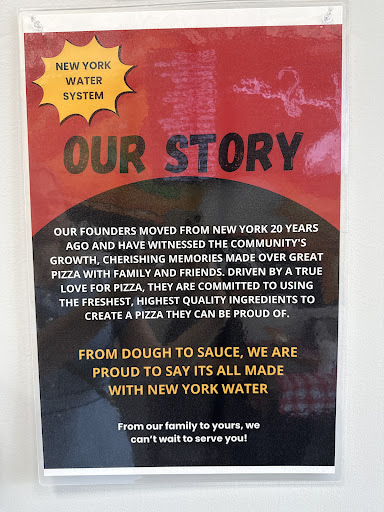 NEW YORK
WATER
SYSTEM
OUR STORY
OUR FOUNDERS MOVED FROM NEW YORK 20 YEARS
AGO AND HAVE WITNESSED THE COMMUNITY'S
GROWTH, CHERISHING MEMORIES MADE OVER GREAT
PIZZA WITH FAMILY AND FRIENDS. DRIVEN BY A TRUE
LOVE FOR PIZZA, THEY ARE COMMITTED TO USING
THE FRESHEST, HIGHEST QUALITY INGREDIENTS TO
CREATE A PIZZA THEY CAN BE PROUD OF.
FROM DOUGH TO SAUCE, WE ARE
PROUD TO SAY ITS ALL MADE
WITH NEW YORK WATER
From our family to yours, we
can't wait to serve you!